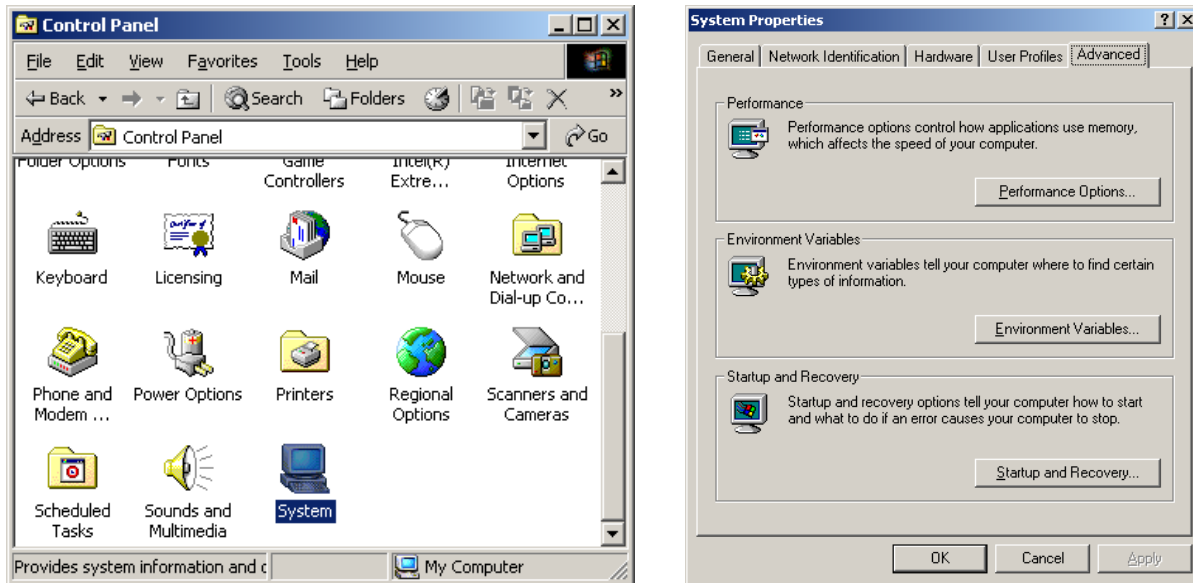 Control Panel
File Edit View Favorites Tools Help
Back Search Folders »
Address Control Panel Go
Folder Options Fonts Game Controllers Intel(R) Extre... Internet Options
Keyboard Licensing Mail Mouse Network and Dial-up Co...
Phone and Modem ... Power Options Printers Regional Options Scanners and Cameras
Scheduled Tasks Sounds and Multimedia System
Provides system information and c My Computer
System Properties
General Network Identification Hardware User Profiles Advanced
Performance
Performance options control how applications use memory,
which affects the speed of your computer.
Performance Options...
Environment Variables
Environment variables tell your computer where to find certain
types of information.
Environment Variables...
Startup and Recovery
Startup and recovery options tell your computer how to start
and what to do if an error causes your computer to stop.
Startup and Recovery...
OK Cancel Apply